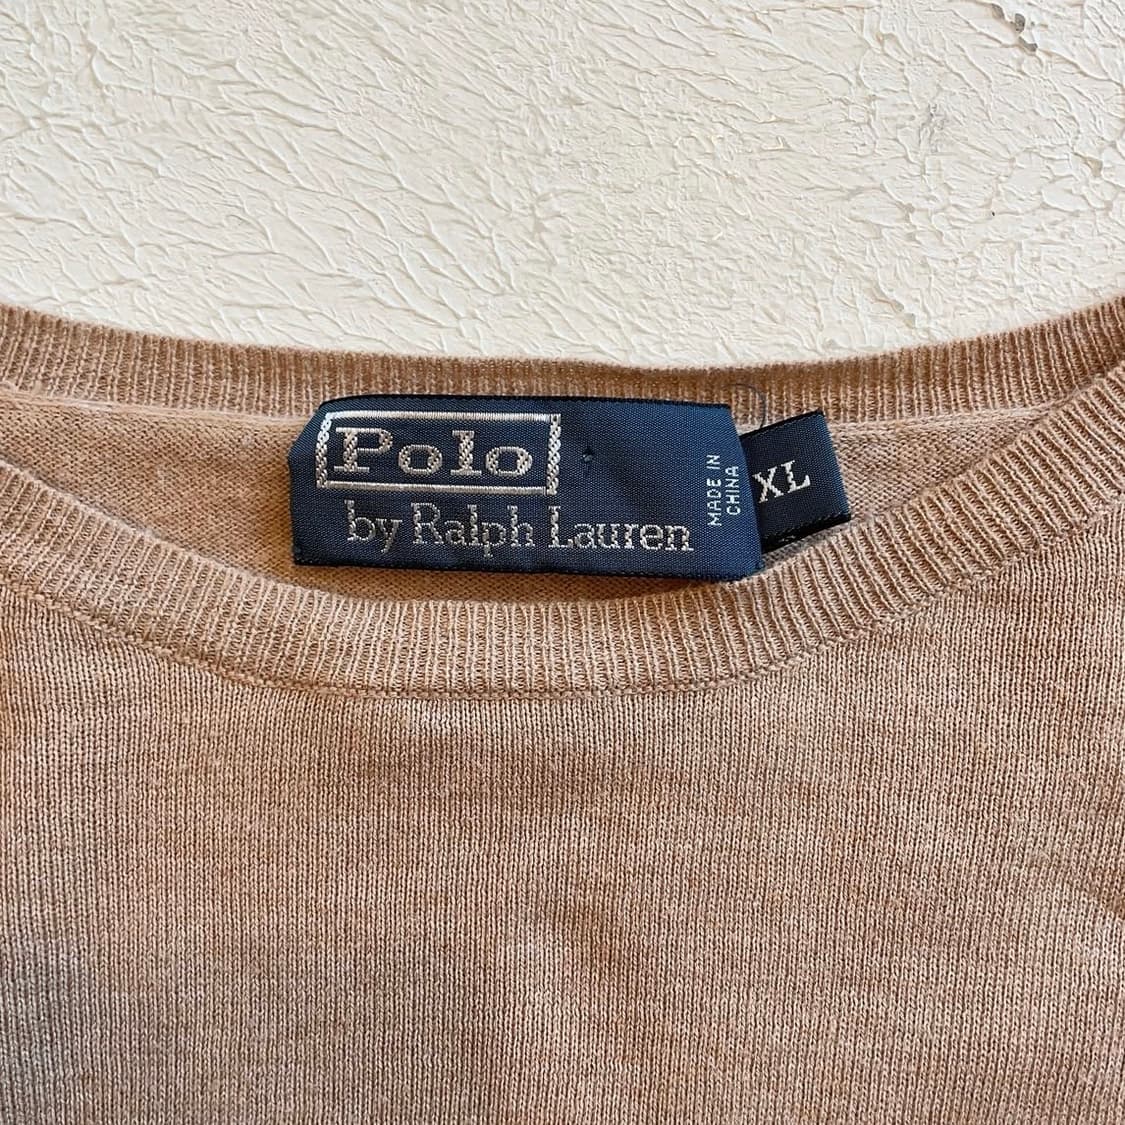 Polo
by Ralph Lauren
MADE IN
CHINA
XL